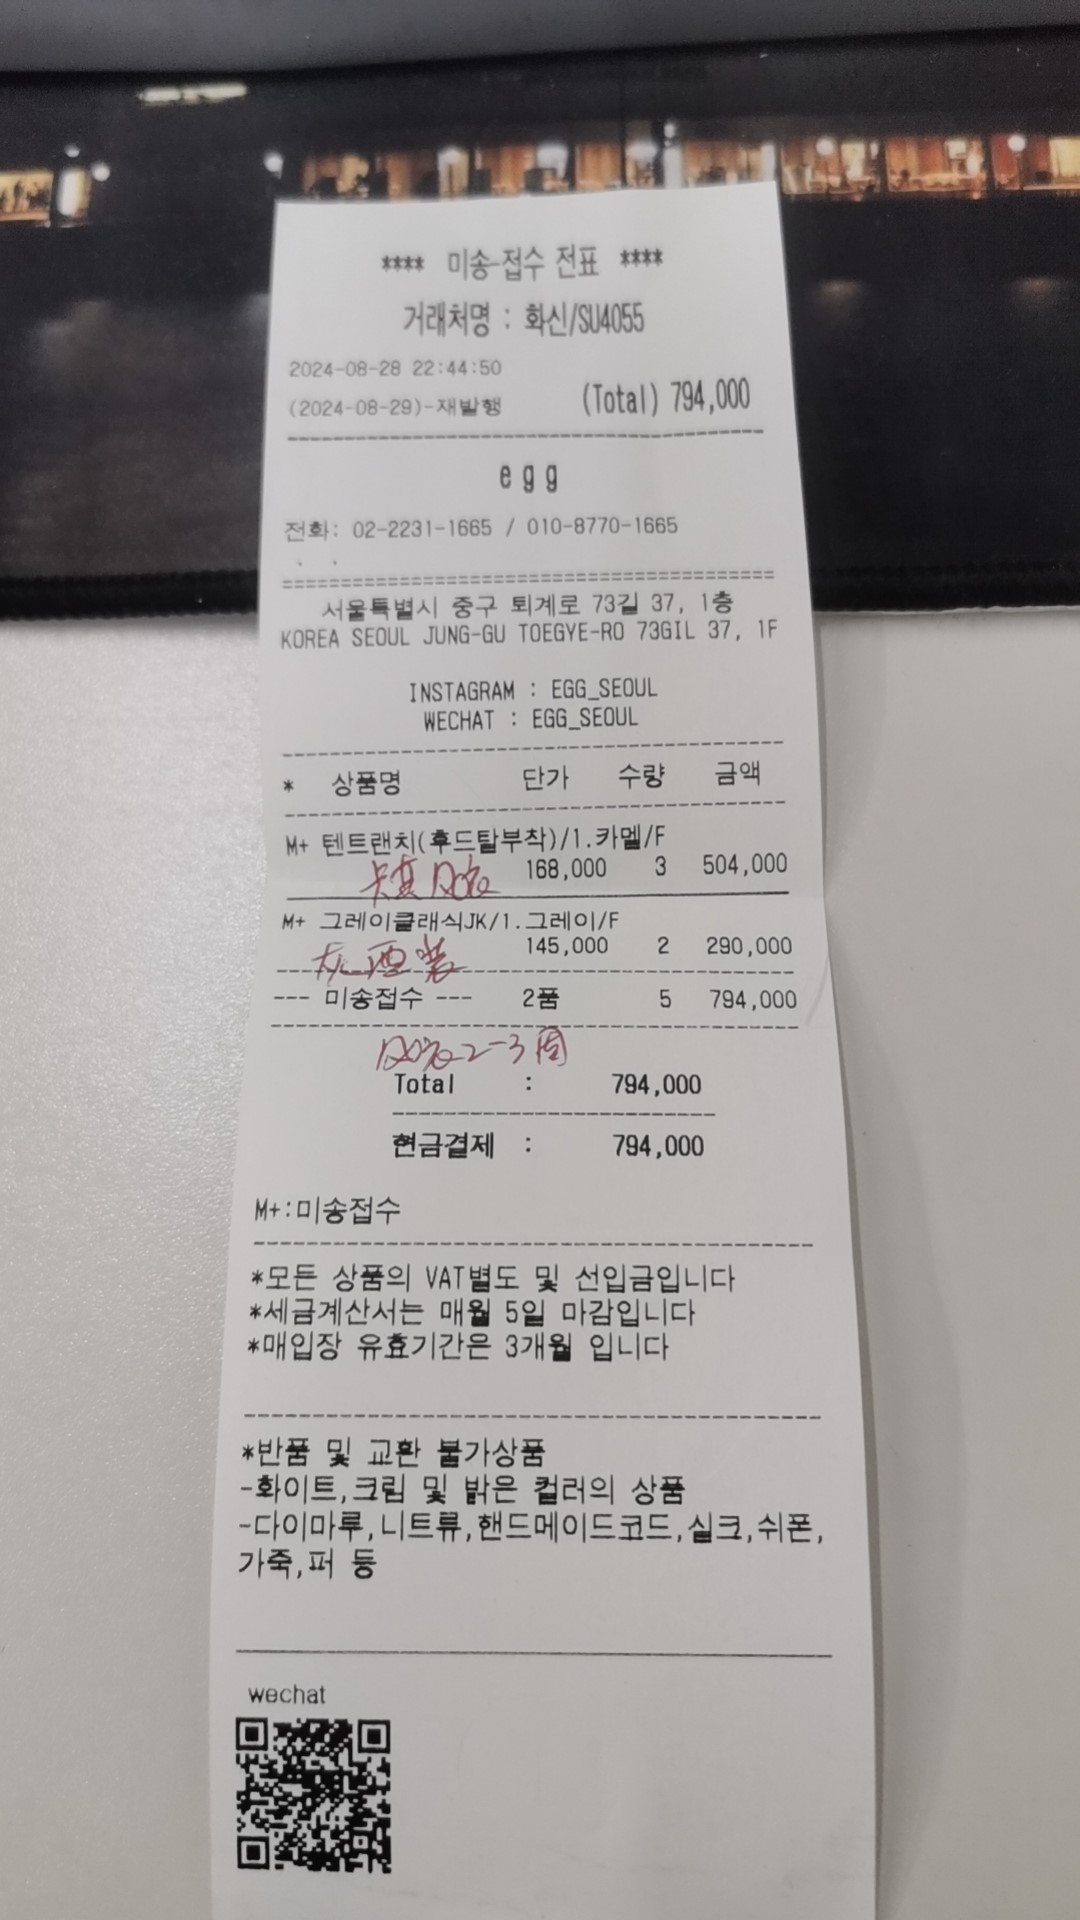 **** 미송-접수 전표 ****
거래처명 : 화신/SU4055
2024-08-28 22:44:50
(2024-08-29)-재발행 (Total) 794,000
egg
전화: 02-2231-1665 / 010-8770-1665
서울특별시 중구 퇴계로 73길 37, 1층
KOREA SEOUL JUNG-GU TOEGYE-RO 73GIL 37, 1F
INSTAGRAM : EGG_SEOUL
WECHAT : EGG_SEOUL
* 상품명 단가 수량 금액
M+ 텐트랜치(후드탈부착)/1.카멜/F
风衣 168,000 3 504,000
M+ 그레이클래식JK/1.그레이/F
灰西装 145,000 2 290,000
--- 미송접수 --- 2품 5 794,000
风衣2-3周
Total : 794,000
현금결제 : 794,000
M+:미송접수
*모든 상품의 VAT별도 및 선입금입니다
*세금계산서는 매월 5일 마감입니다
*매입장 유효기간은 3개월 입니다
*반품 및 교환 불가상품
-화이트,크림 및 밝은 컬러의 상품
-다이마루,니트류,핸드메이드코드,실크,쉬폰,
가죽,퍼 등
wechat